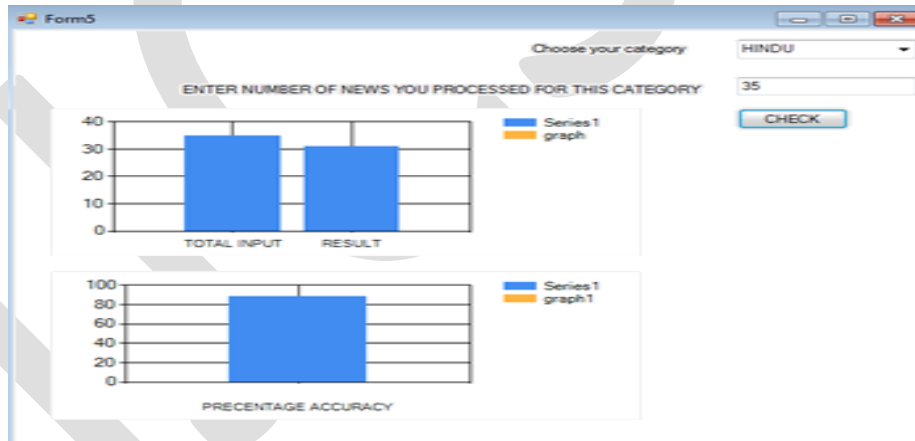 Form5
Choose your category HINDU
ENTER NUMBER OF NEWS YOU PROCESSED FOR THIS CATEGORY 35
CHECK
40
30
20
10
0
TOTAL INPUT RESULT
Series1
graph
100
80
60
40
20
0
PRECENTAGE ACCURACY
Series1
graph1